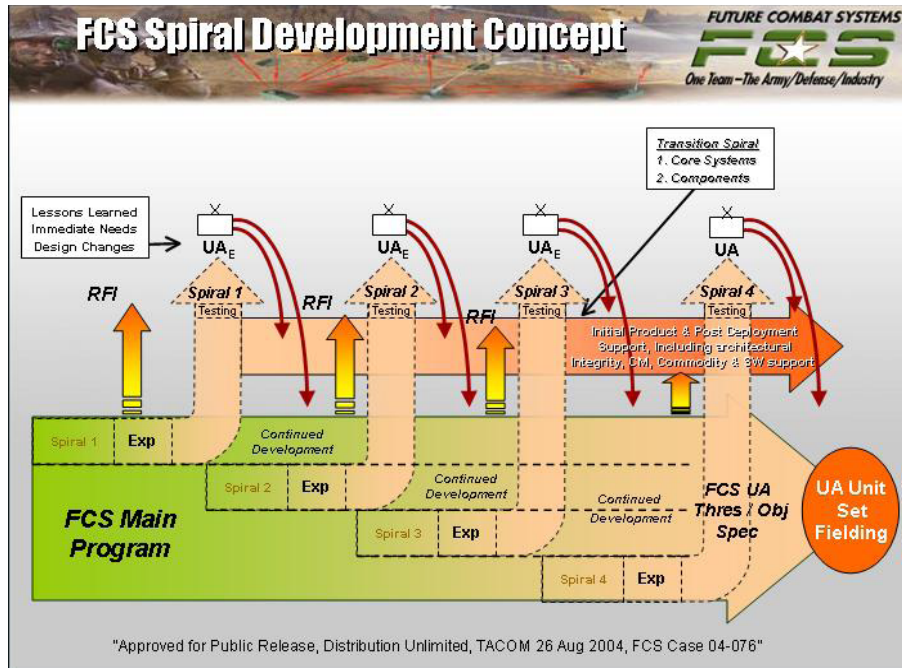 FCS Spiral Development Concept
FUTURE COMBAT SYSTEMS
FCS
One Team–The Army/Defense/Industry
Transition Spiral
1. Core Systems
2. Components
Lessons Learned
Immediate Needs
Design Changes
UAE
UAE
UAE
UA
RFI
Spiral 1
RFI
Spiral 2
RFI
Spiral 3
Spiral 4
Testing
Testing
Testing
Testing
Initial Product & Post Deployment
Support, Including architectural
Integrity, CM, Commodity & SW support
Spiral 1
Exp
Continued
Development
Spiral 2
Exp
Continued
Development
Spiral 3
Exp
Continued
Development
Spiral 4
Exp
FCS Main
Program
FCS UA
Thres / Obj
Spec
UA Unit
Set
Fielding
"Approved for Public Release, Distribution Unlimited, TACOM 26 Aug 2004, FCS Case 04-076"